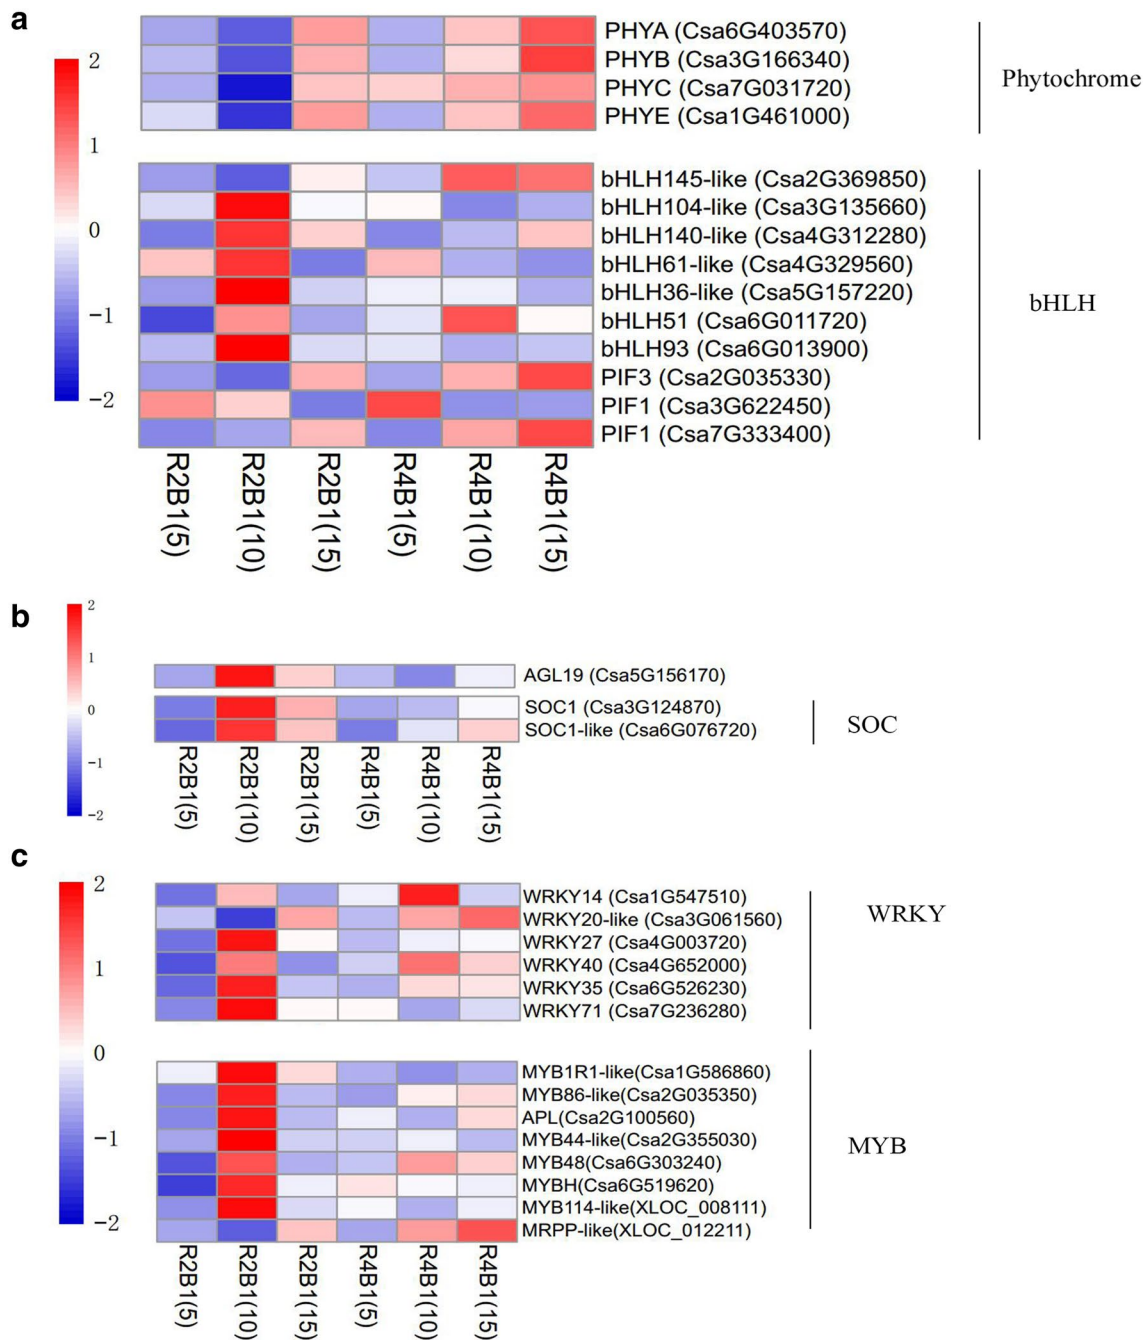 a
2
1
0
−1
−2
PHYA (Csa6G403570)
PHYB (Csa3G166340)
PHYC (Csa7G031720)
PHYE (Csa1G461000)
Phytochrome
bHLH145-like (Csa2G369850)
bHLH104-like (Csa3G135660)
bHLH140-like (Csa4G312280)
bHLH61-like (Csa4G329560)
bHLH36-like (Csa5G157220)
bHLH51 (Csa6G011720)
bHLH93 (Csa6G013900)
PIF3 (Csa2G035330)
PIF1 (Csa3G622450)
PIF1 (Csa7G333400)
bHLH
R2B1(5)
R2B1(10)
R2B1(15)
R4B1(5)
R4B1(10)
R4B1(15)
b
2
1
0
−1
−2
AGL19 (Csa5G156170)
SOC1 (Csa3G124870)
SOC1-like (Csa6G076720)
SOC
R2B1(5)
R2B1(10)
R2B1(15)
R4B1(5)
R4B1(10)
R4B1(15)
c
2
1
0
−1
−2
WRKY14 (Csa1G547510)
WRKY20-like (Csa3G061560)
WRKY27 (Csa4G003720)
WRKY40 (Csa4G652000)
WRKY35 (Csa6G526230)
WRKY71 (Csa7G236280)
WRKY
MYB1R1-like(Csa1G586860)
MYB86-like(Csa2G035350)
APL(Csa2G100560)
MYB44-like(Csa2G355030)
MYB48(Csa6G303240)
MYBH(Csa6G519620)
MYB114-like(XLOC_008111)
MRPP-like(XLOC_012211)
MYB
R2B1(5)
R2B1(10)
R2B1(15)
R4B1(5)
R4B1(10)
R4B1(15)